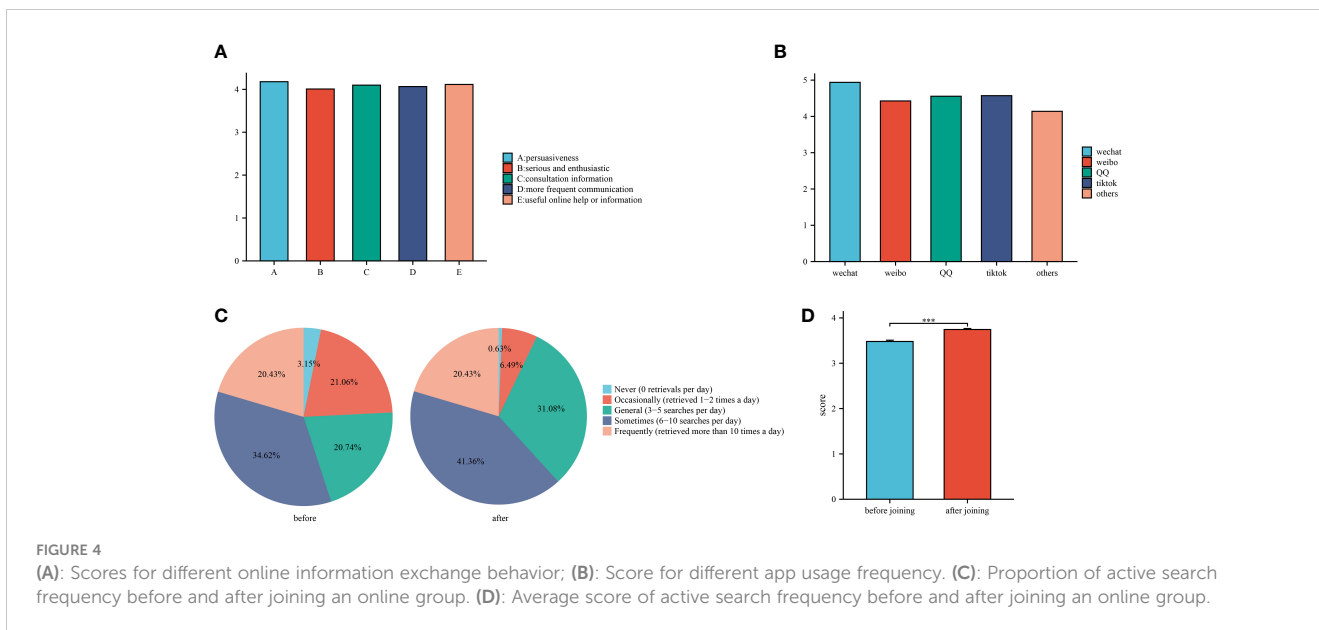 A
4
3
2
1
0
A
B
C
D
E
A:persuasiveness
B:serious and enthusiastic
C:consultation information
D:more frequent communication
E:useful online help or information
B
5
4
3
2
1
0
wechat
weibo
QQ
tiktok
others
wechat
weibo
QQ
tiktok
others
C
3.15%
21.06%
20.74%
34.62%
20.43%
before
0.63%
6.49%
31.08%
41.36%
20.43%
after
Never (0 retrievals per day)
Occasionally (retrieved 1−2 times a day)
General (3−5 searches per day)
Sometimes (6−10 searches per day)
Frequently (retrieved more than 10 times a day)
D
***
score
4
3
2
1
0
before joining
after joining
FIGURE 4
(A): Scores for different online information exchange behavior; (B): Score for different app usage frequency. (C): Proportion of active search
frequency before and after joining an online group. (D): Average score of active search frequency before and after joining an online group.